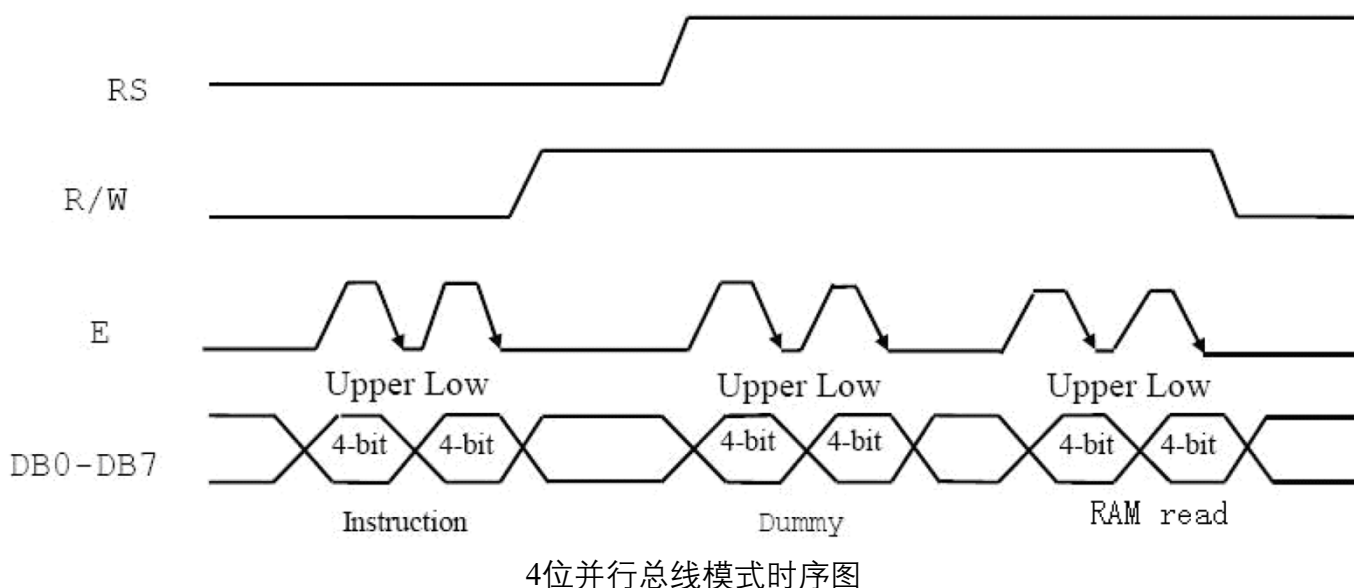 RS
R/W
E
Upper Low Upper Low Upper Low
DB0-DB7 4-bit 4-bit 4-bit 4-bit 4-bit 4-bit
Instruction Dummy RAM read
4位并行总线模式时序图